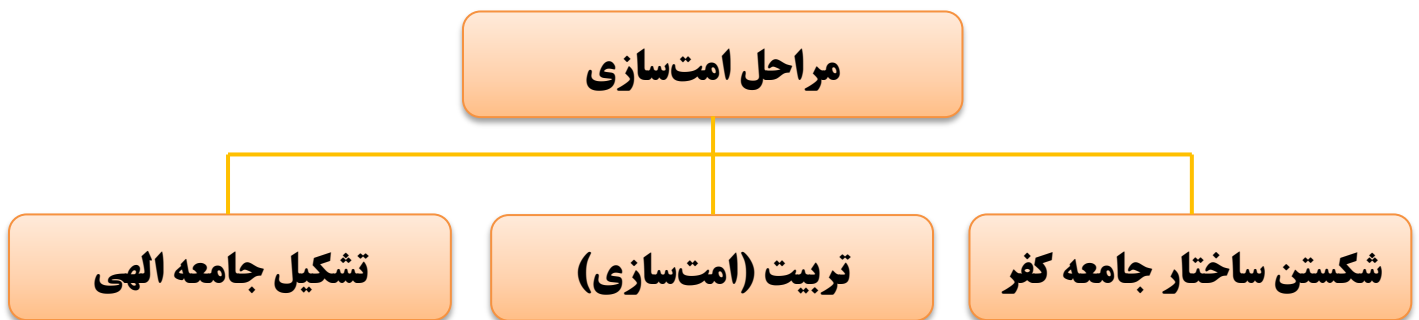 مراحل امت‌سازی
شکستن ساختار جامعه کفر
تربیت (امت‌سازی)
تشکیل جامعه الهی